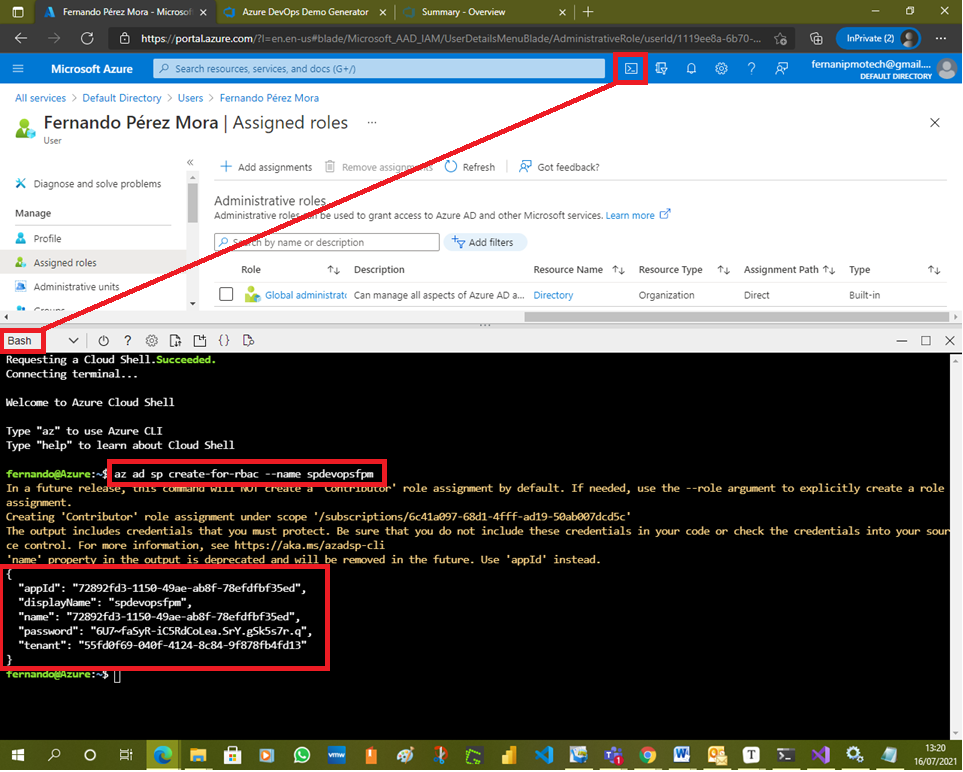 Fernando Pérez Mora - Microsof
Azure DevOps Demo Generator
Summary - Overview
https://portal.azure.com/?l=en.en-us#blade/Microsoft_AAD_IAM/UserDetailsMenuBlade/AdministrativeRole/userId/1119ee8a-6b70-...
InPrivate (2)
Microsoft Azure
Search resources, services, and docs (G+/)
fernanipmotech@gmail....
DEFAULT DIRECTORY
All services > Default Directory > Users > Fernando Pérez Mora
Fernando Pérez Mora | Assigned roles ...
User
Diagnose and solve problems
Manage
Profile
Assigned roles
Administrative units
Groups
Add assignments
Remove assignments
Refresh
Got feedback?
Administrative roles
Administrative roles can be used to grant access to Azure AD and other Microsoft services. Learn more
Search by name or description
Add filters
Role Description Resource Name Resource Type Assignment Path Type
Global administrato Can manage all aspects of Azure AD a... Directory Organization Direct Built-in
Bash
Requesting a Cloud Shell.Succeeded.
Connecting terminal...
Welcome to Azure Cloud Shell
Type "az" to use Azure CLI
Type "help" to learn about Cloud Shell
fernando@Azure:~$ az ad sp create-for-rbac --name spdevopsfpm
In a future release, this command will NOT create a 'Contributor' role assignment by default. If needed, use the --role argument to explicitly create a role
assignment.
Creating 'Contributor' role assignment under scope '/subscriptions/6c41a097-68d1-4fff-ad19-50ab007dcd5c'
The output includes credentials that you must protect. Be sure that you do not include these credentials in your code or check the credentials into your sour
ce control. For more information, see https://aka.ms/azadsp-cli
'name' property in the output is deprecated and will be removed in the future. Use 'appId' instead.
{
"appId": "72892fd3-1150-49ae-ab8f-78efdfbf35ed",
"displayName": "spdevopsfpm",
"name": "72892fd3-1150-49ae-ab8f-78efdfbf35ed",
"password": "6U7~faSyR-iC5RdCoLea.SrY.gSk5s7r.q",
"tenant": "55fd0f69-040f-4124-8c84-9f878fb4fd13"
}
fernando@Azure:~$
13:20
16/07/2021